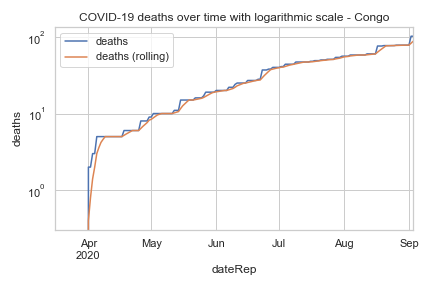 COVID-19 deaths over time with logarithmic scale - Congo
deaths
deaths (rolling)
10²
10¹
10⁰
deaths
Apr
2020
May
Jun
Jul
Aug
Sep
dateRep